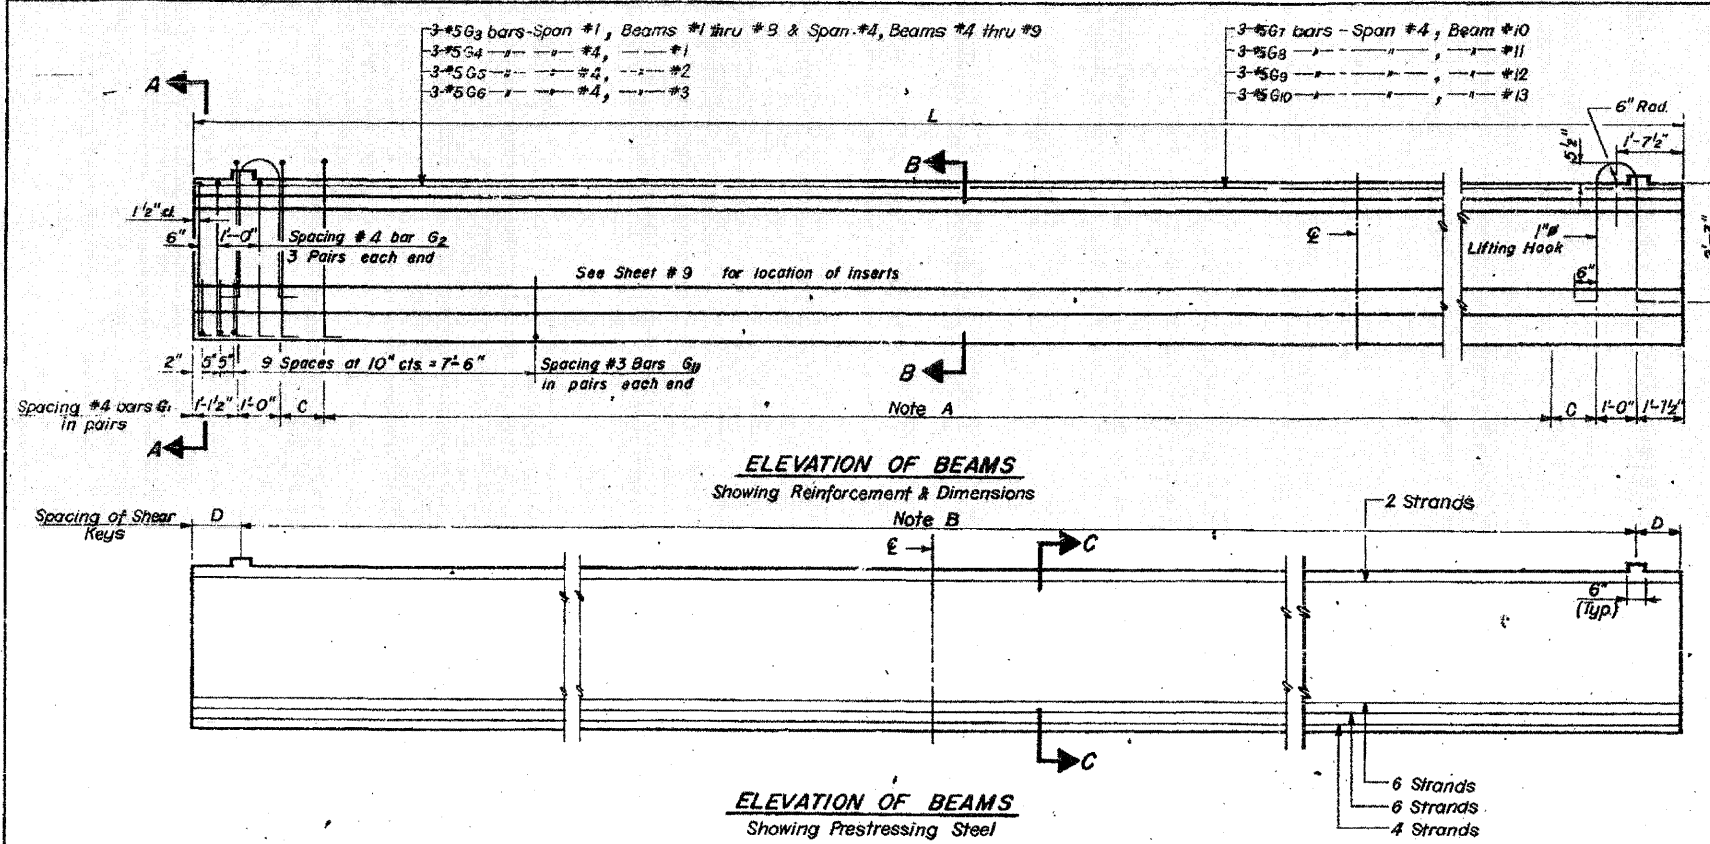 3-#5G3 bars-Span #1, Beams #1 thru #8 & Span #4, Beams #4 thru #9
3-#5G4 — " — " — #4, — " — #1
3-#5G5 — " — " — #4, — " — #2
3-#5G6 — " — " — #4, — " — #3
3-#5G7 bars - Span #4, Beam #10
3-#5G8 " — " — , — " — #11
3-#5G9 — " — " — , — " — #12
3-#5G10 — " — " — , — " — #13
A
L
6" Rad.
5½"
1'-7½"
B
1½" cl.
6"
1'-0"
Spacing #4 bar G2
3 Pairs each end
℄
1"ø
Lifting Hook
6"
See Sheet #9 for location of inserts
2"
5"
5"
9 Spaces at 10" cts. = 7'-6"
Spacing #3 Bars G11
in pairs each end
B
Spacing #4 bars G1
in pairs
1'-1½"
1'-0"
C
Note A
C
1'-0"
1'-1½"
A
ELEVATION OF BEAMS
Showing Reinforcement & Dimensions
2 Strands
Spacing of Shear
Keys
D
Note B
D
℄
C
6"
(Typ.)
C
6 Strands
6 Strands
4 Strands
ELEVATION OF BEAMS
Showing Prestressing Steel